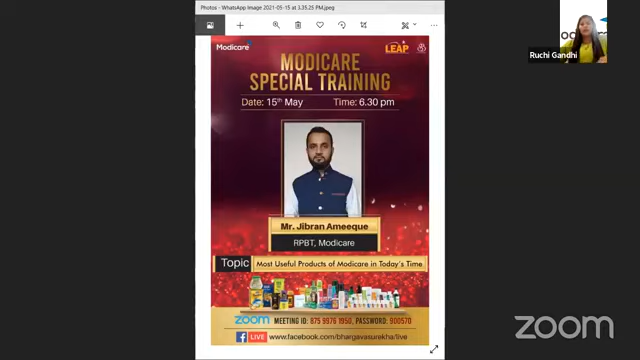 Photos - WhatsApp Image 2021-05-15 at 3.35.25 PM.jpeg
Modicare
LEAP
MODICARE
SPECIAL TRAINING
Date: 15th May Time: 6.30 pm
Mr. Jibran Ameeque
RPBT, Modicare
Topic Most Useful Products of Modicare in Today's Time
zoom MEETING ID: 875 9976 1950, PASSWORD: 900570
f LIVE www.facebook.com/bhargavasurekha/live
Ruchi Gandhi
zoom